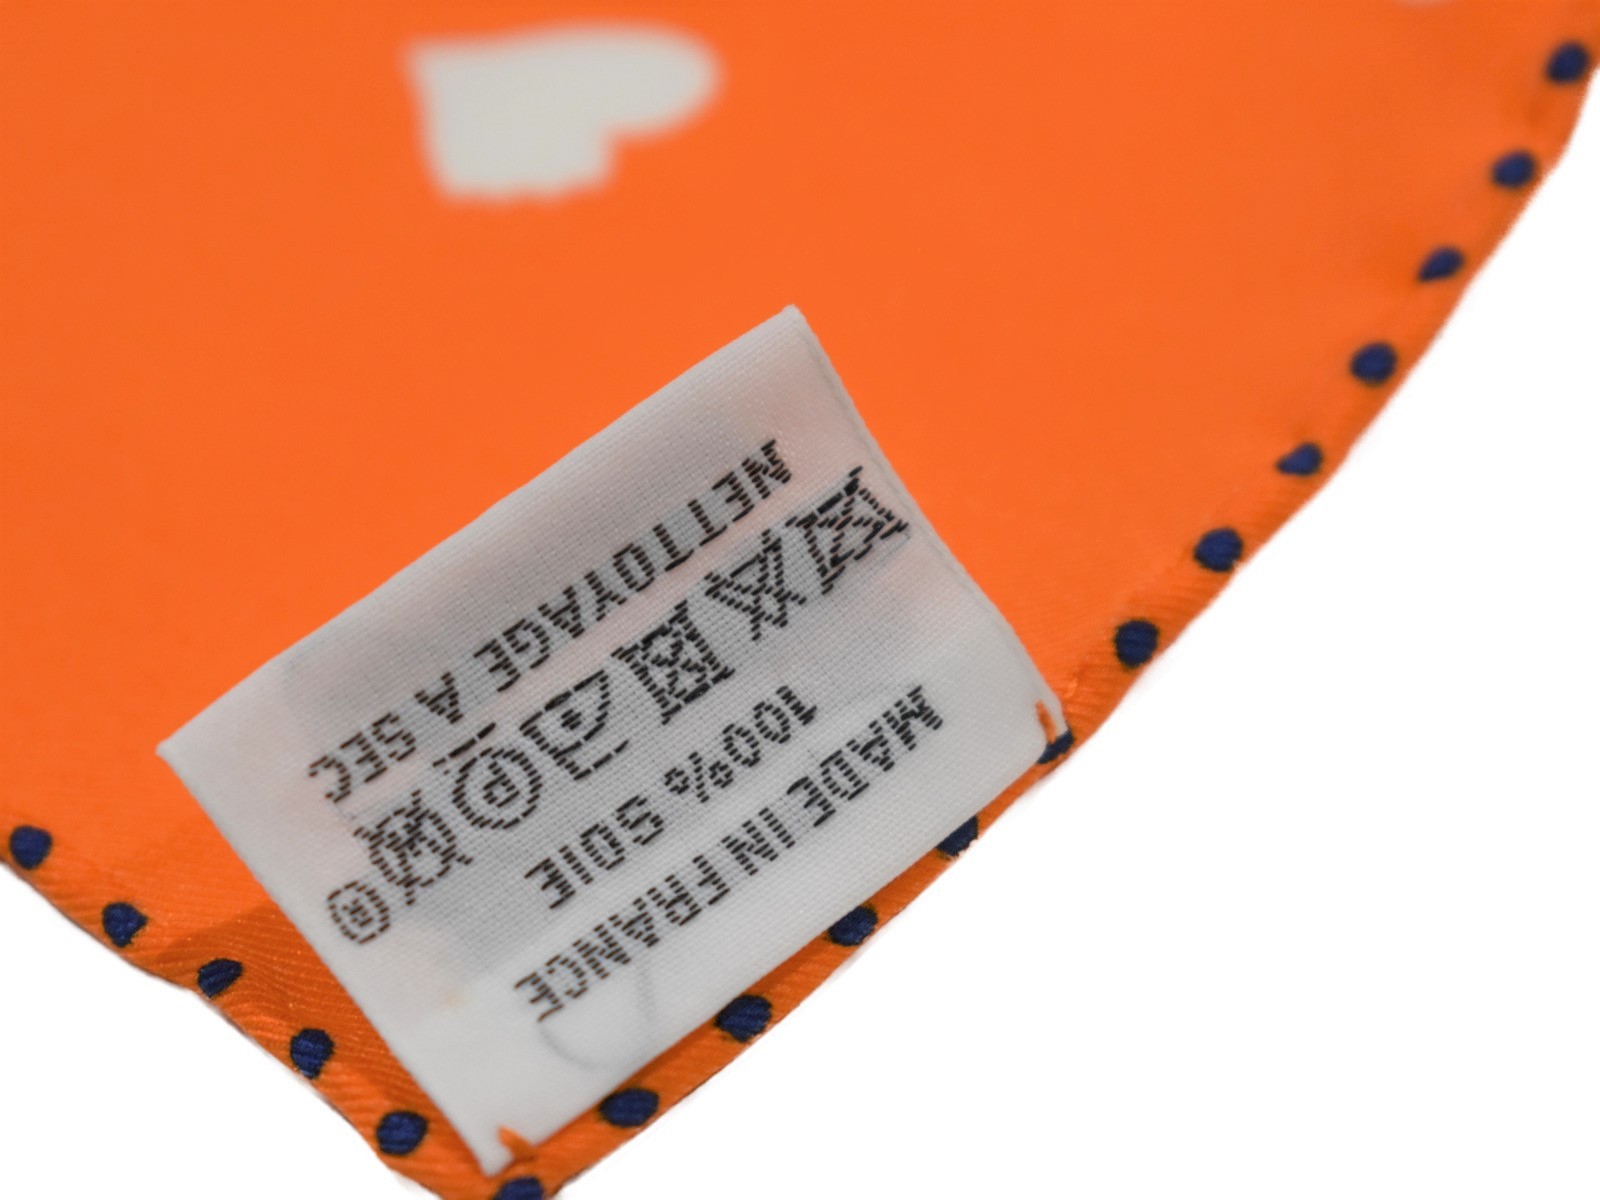 MADE IN FRANCE
100% SOIE
P ®
NETTOYAGE A SEC